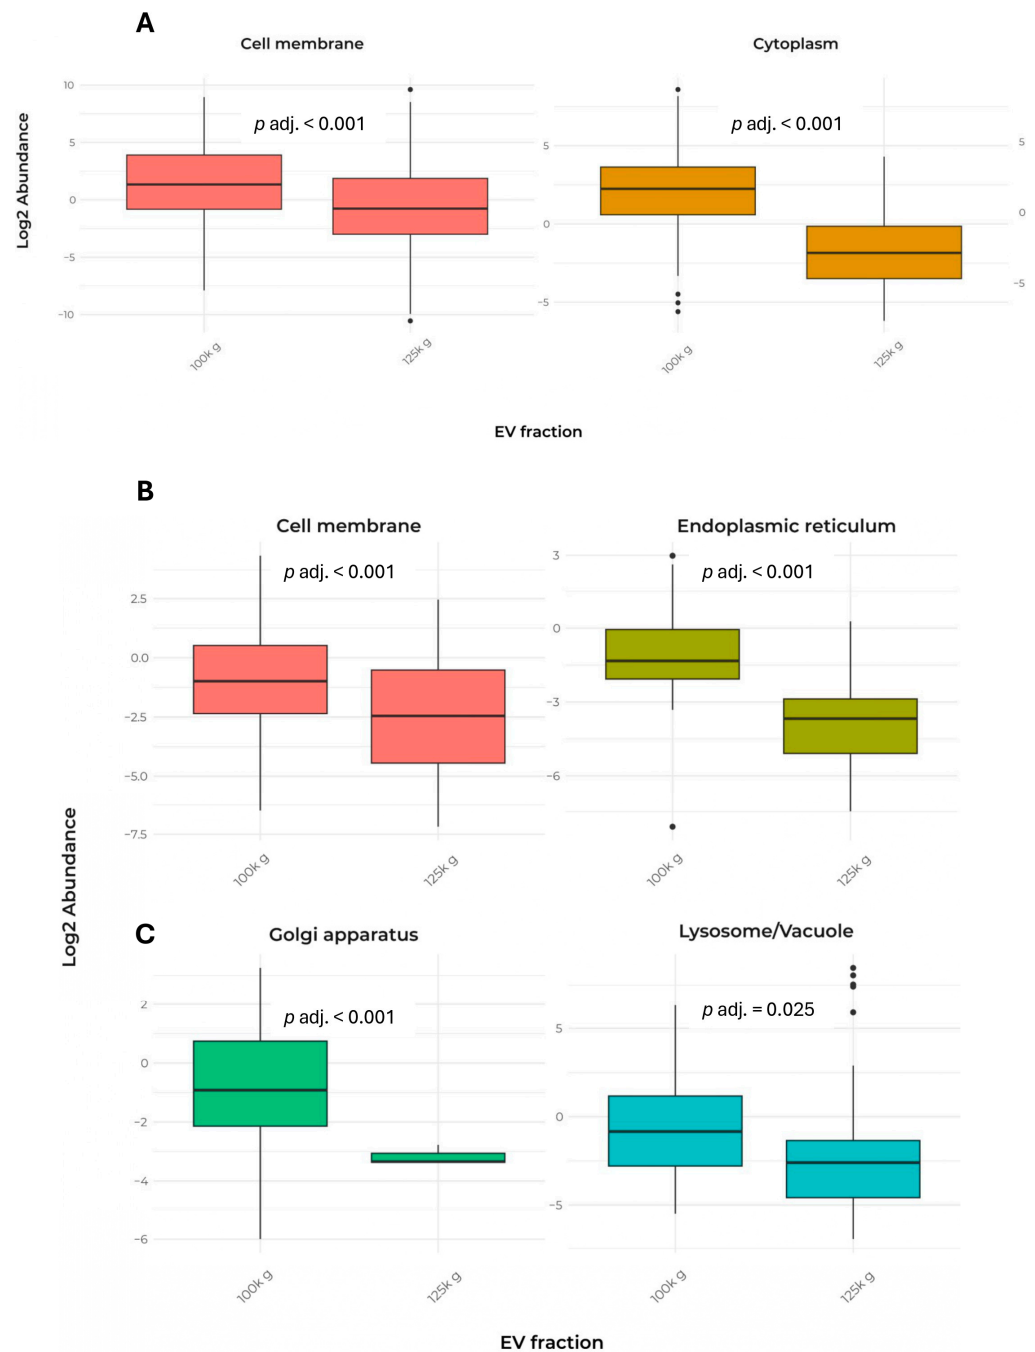 A
Cell membrane
Cytoplasm
Log2 Abundance
10
5
0
−5
−10
p adj. < 0.001
100k g
125k g
5
0
−5
p adj. < 0.001
100k g
125k g
5
0
−5
EV fraction
B
Cell membrane
Endoplasmic reticulum
Log2 Abundance
2.5
0.0
−2.5
−5.0
−7.5
p adj. < 0.001
100k g
125k g
3
0
−3
−6
p adj. < 0.001
100k g
125k g
C
Golgi apparatus
Lysosome/Vacuole
2
0
−2
−4
−6
p adj. < 0.001
100k g
125k g
5
0
−5
p adj. = 0.025
100k g
125k g
EV fraction